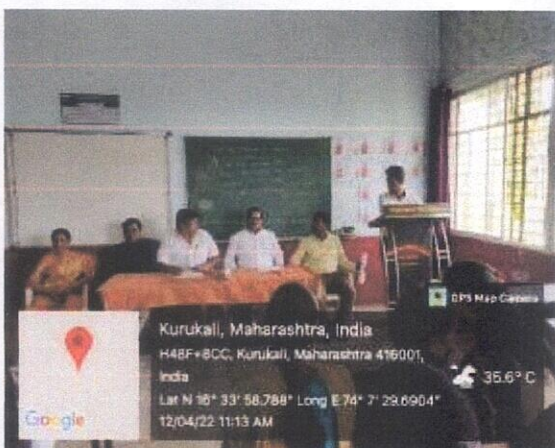 GPS Map Camera
Kurukali, Maharashtra, India
H48F+8CC, Kurukali, Maharashtra 416001,
India
Lat N 16° 33' 58.788" Long E 74° 7' 29.6904"
12/04/22 11:13 AM
35.6° C
Google